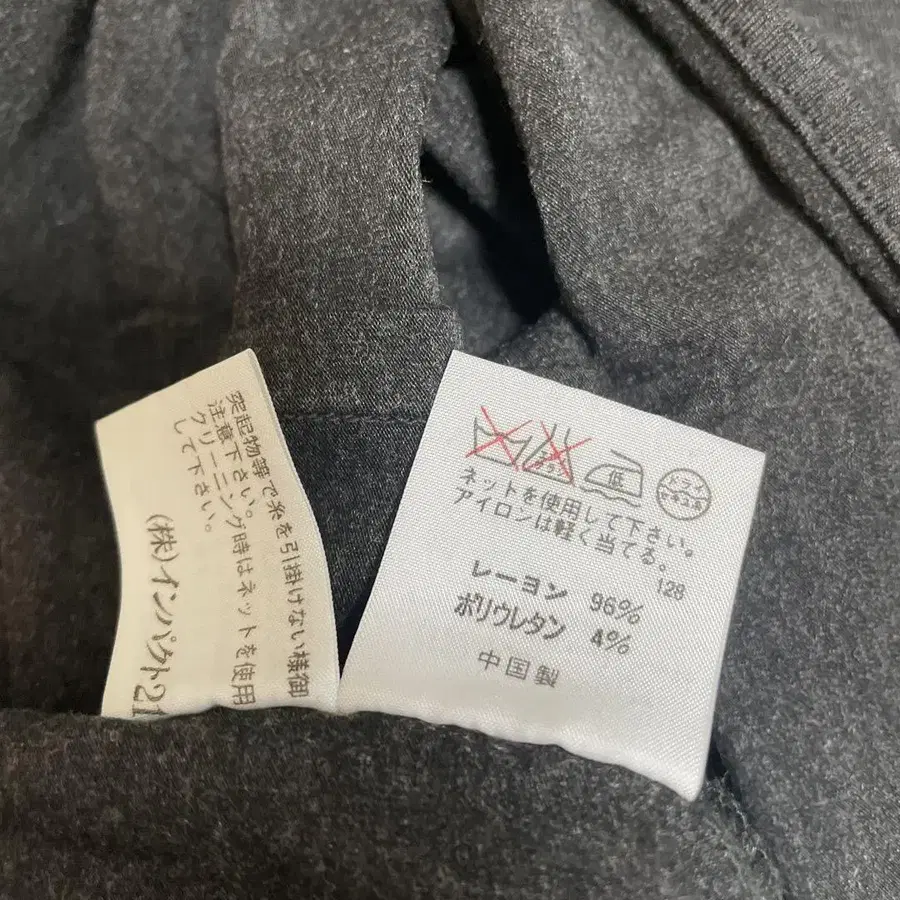 突起物等で糸を引掛けない様御
注意下さい。
クリーニング時はネットを使用
して下さい。
(株)インパクト21
低
ドライ
ネットを使用して下さい。
アイロンは軽く当てる。
128
レーヨン 96%
ポリウレタン 4%
中国製